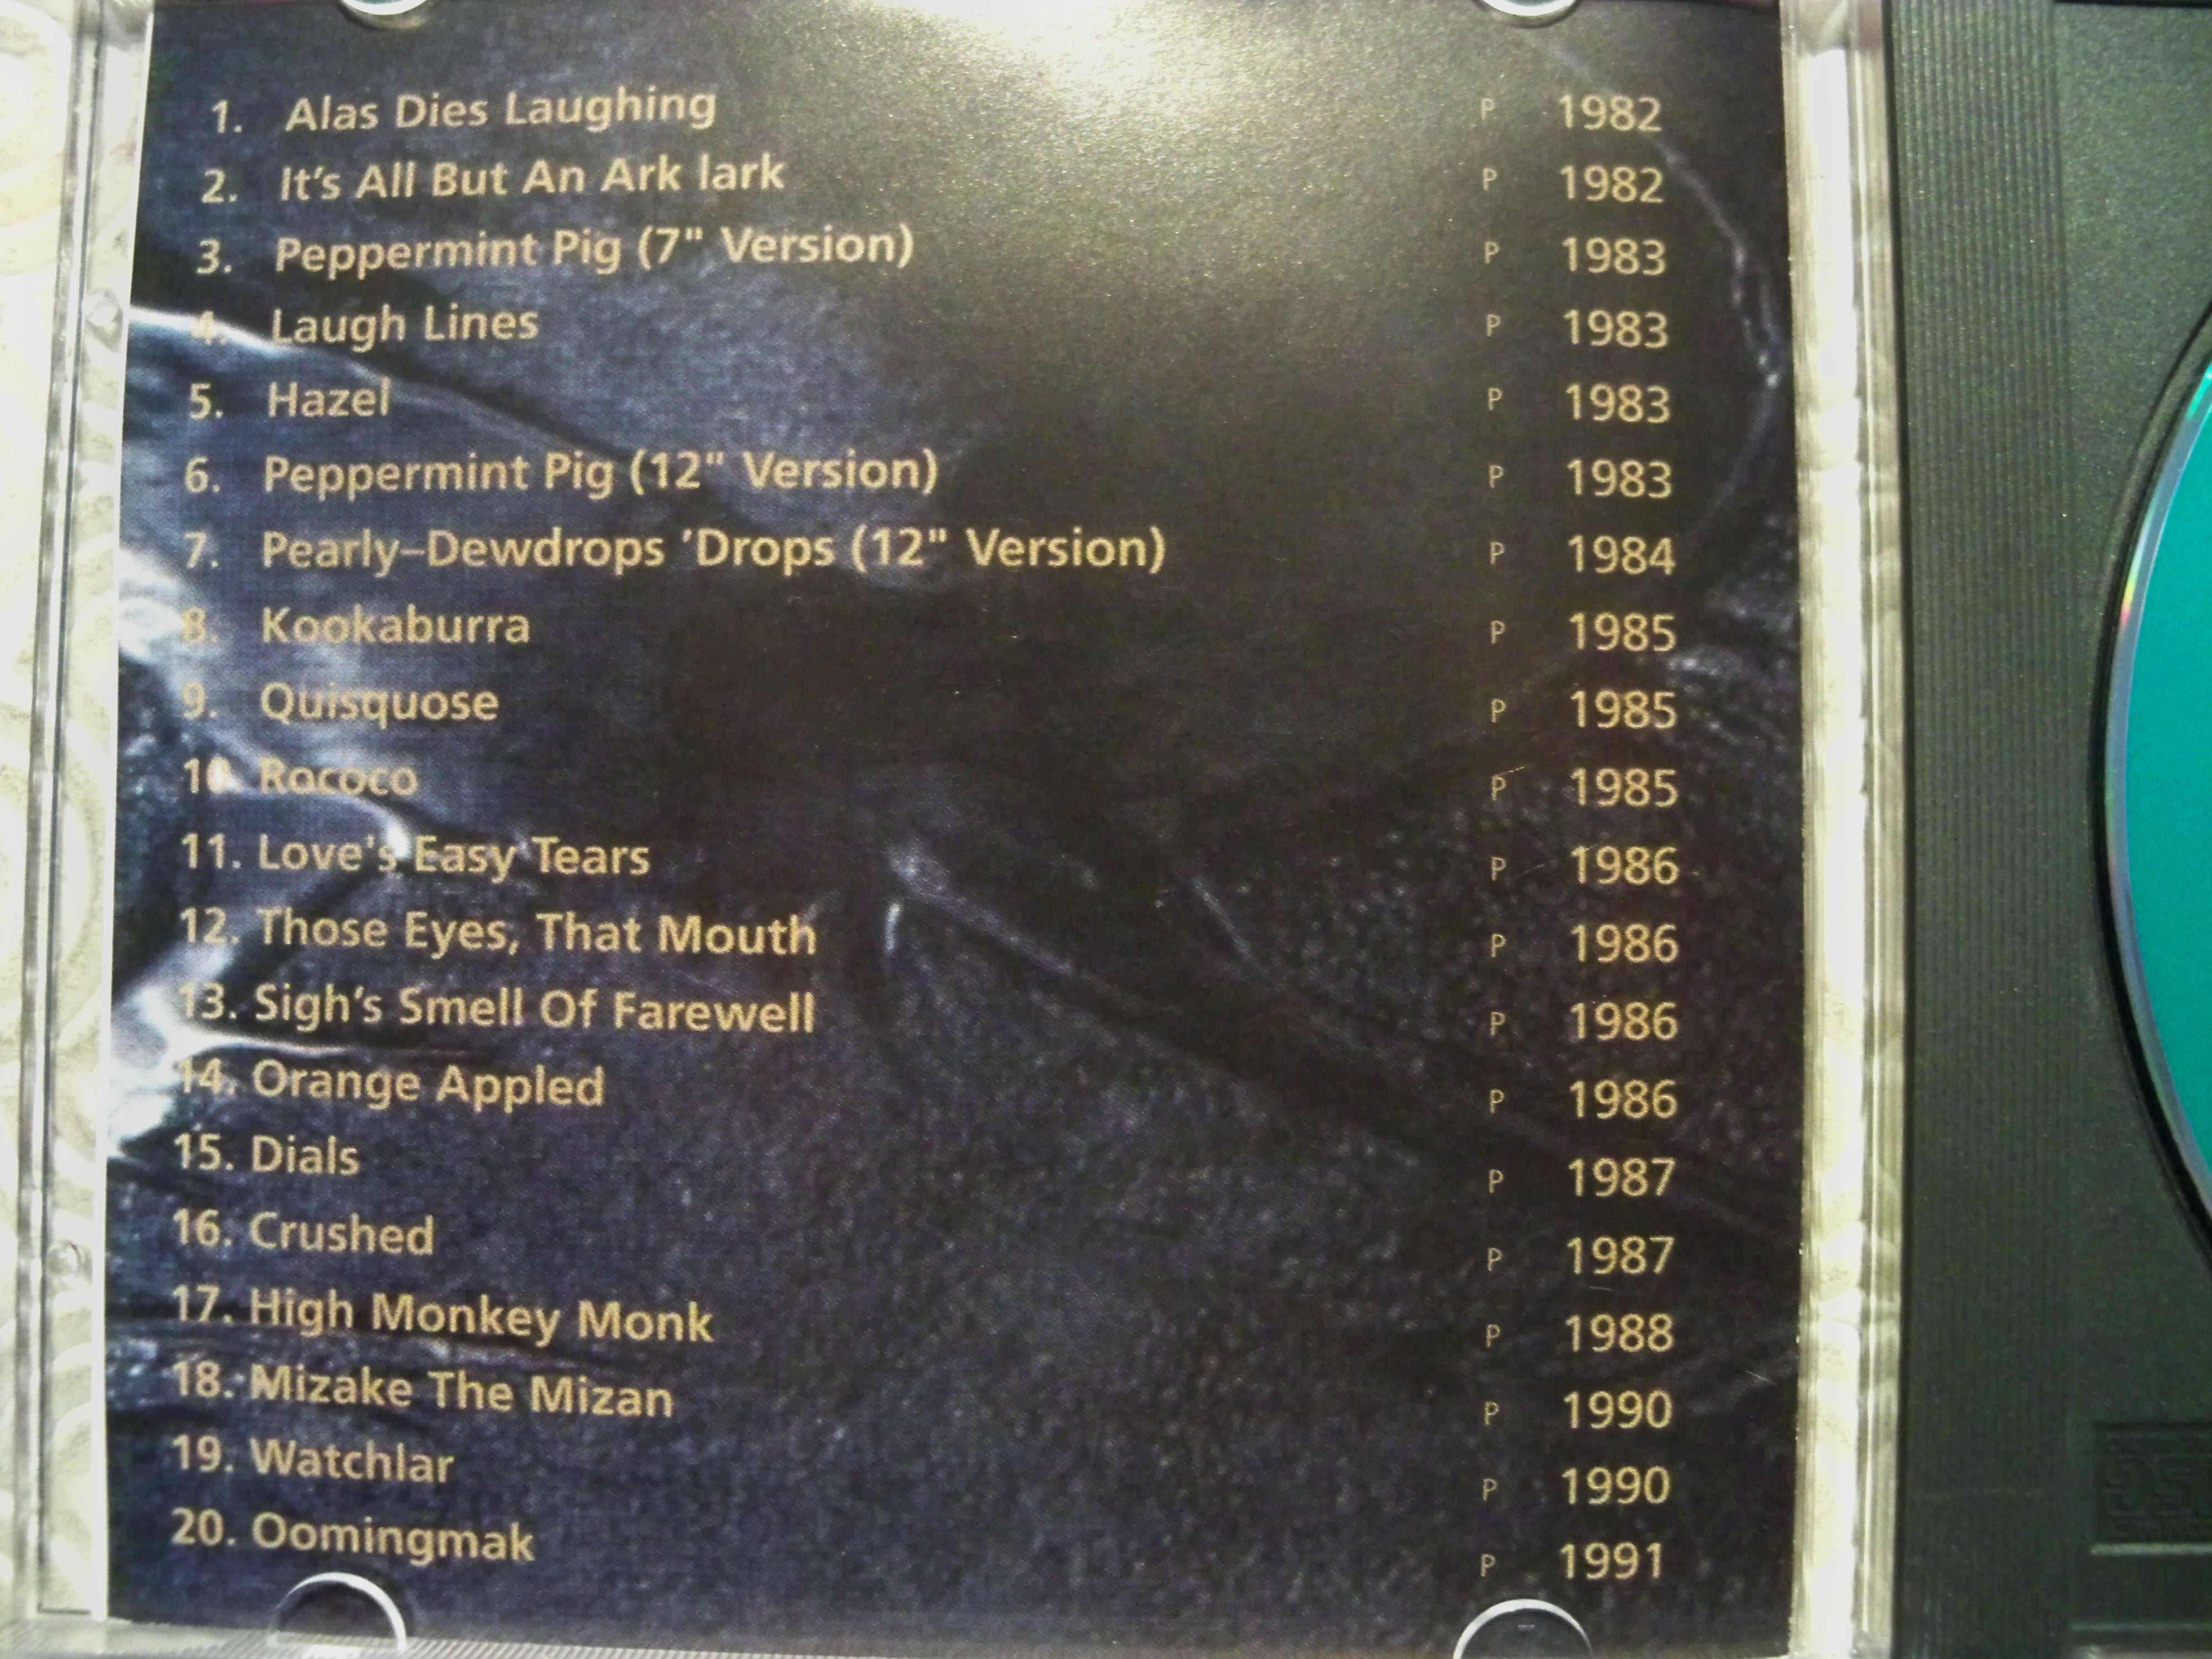 1. Alas Dies Laughing P 1982
2. It's All But An Ark lark P 1982
3. Peppermint Pig (7" Version) P 1983
4. Laugh Lines P 1983
5. Hazel P 1983
6. Peppermint Pig (12" Version) P 1983
7. Pearly–Dewdrops ’Drops (12" Version) P 1984
8. Kookaburra P 1985
9. Quisquose P 1985
10. Rococo P 1985
11. Love's Easy Tears P 1986
12. Those Eyes, That Mouth P 1986
13. Sigh’s Smell Of Farewell P 1986
14. Orange Appled P 1986
15. Dials P 1987
16. Crushed P 1987
17. High Monkey Monk P 1988
18. Mizake The Mizan P 1990
19. Watchlar P 1990
20. Oomingmak P 1991